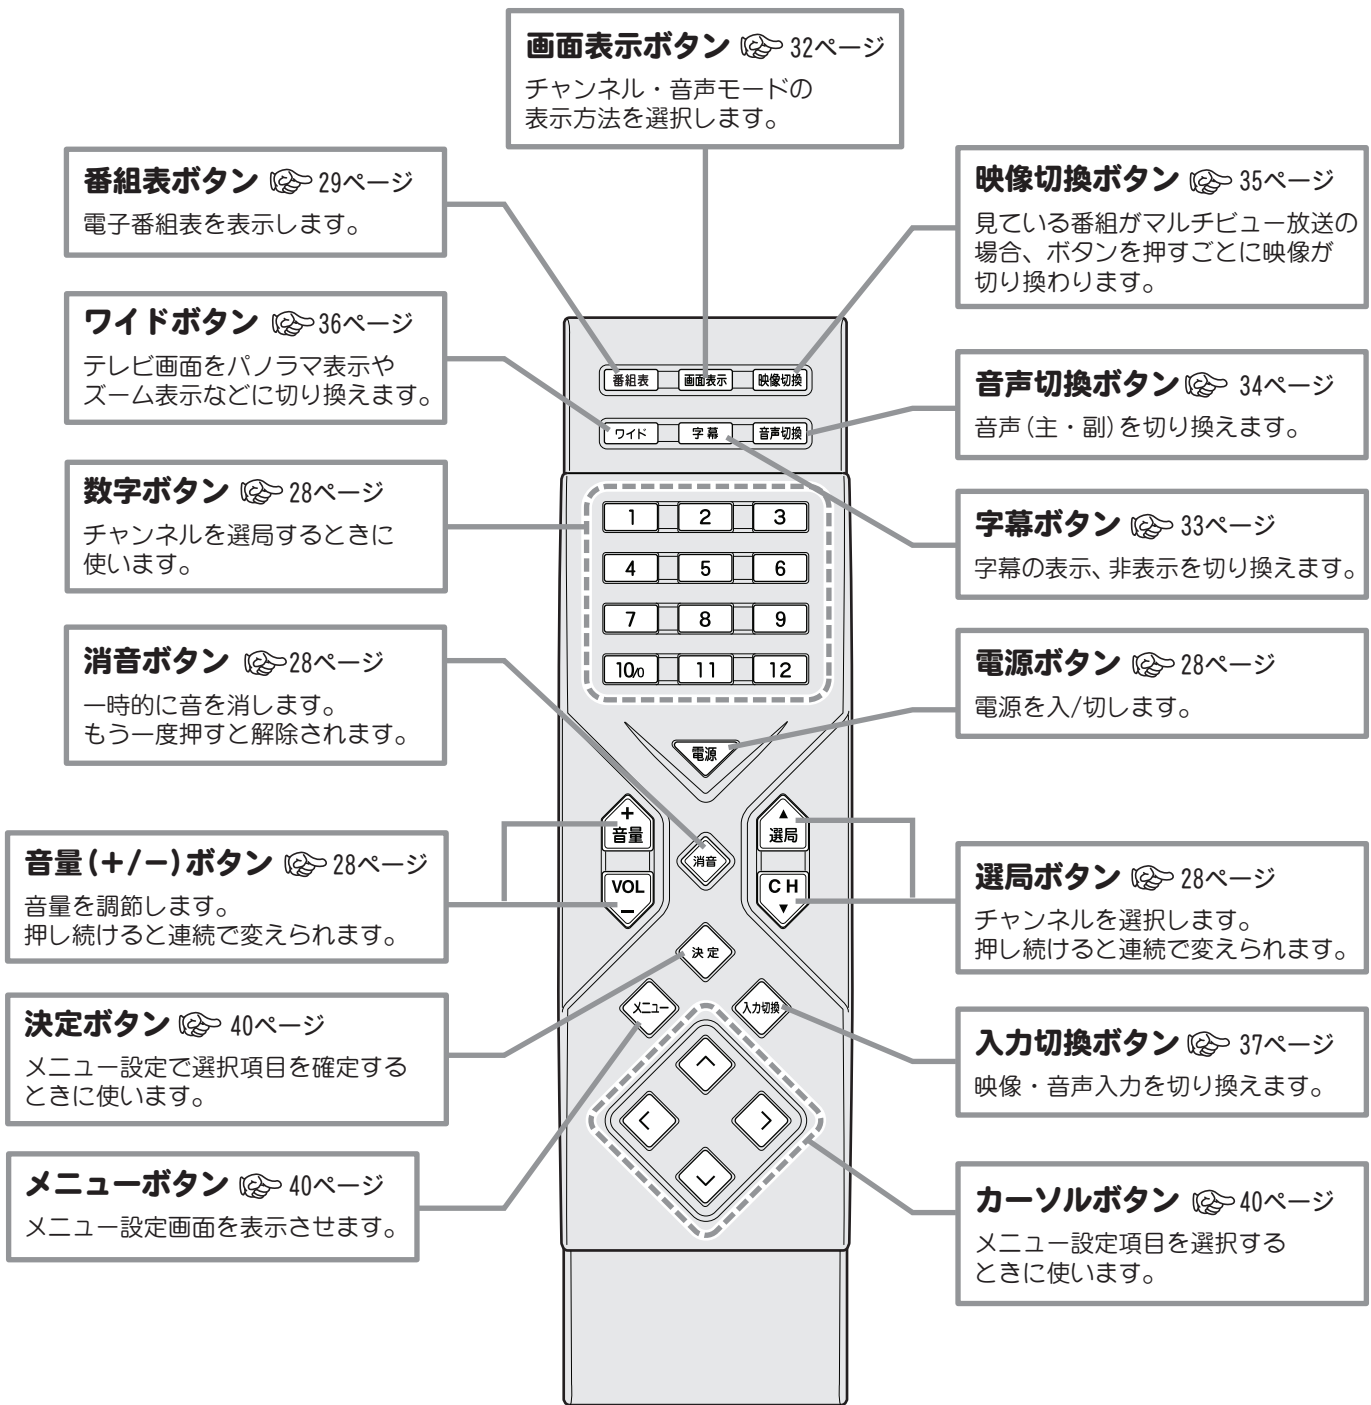 画面表示ボタン 32ページ
チャンネル・音声モードの
表示方法を選択します。
番組表ボタン 29ページ
電子番組表を表示します。
ワイドボタン 36ページ
テレビ画面をパノラマ表示や
ズーム表示などに切り換えます。
数字ボタン 28ページ
チャンネルを選局するときに
使います。
消音ボタン 28ページ
一時的に音を消します。
もう一度押すと解除されます。
音量(+/−)ボタン 28ページ
音量を調節します。
押し続けると連続で変えられます。
決定ボタン 40ページ
メニュー設定で選択項目を確定する
ときに使います。
メニューボタン 40ページ
メニュー設定画面を表示させます。
番組表 画面表示 映像切換
ワイド 字幕 音声切換
1 2 3
4 5 6
7 8 9
10/0 11 12
電源
+
音量
VOL
−
消音
▲
選局
CH
▼
決定
メニュー
入力切換
映像切換ボタン 35ページ
見ている番組がマルチビュー放送の
場合、ボタンを押すごとに映像が
切り換わります。
音声切換ボタン 34ページ
音声(主・副)を切り換えます。
字幕ボタン 33ページ
字幕の表示、非表示を切り換えます。
電源ボタン 28ページ
電源を入/切します。
選局ボタン 28ページ
チャンネルを選択します。
押し続けると連続で変えられます。
入力切換ボタン 37ページ
映像・音声入力を切り換えます。
カーソルボタン 40ページ
メニュー設定項目を選択する
ときに使います。